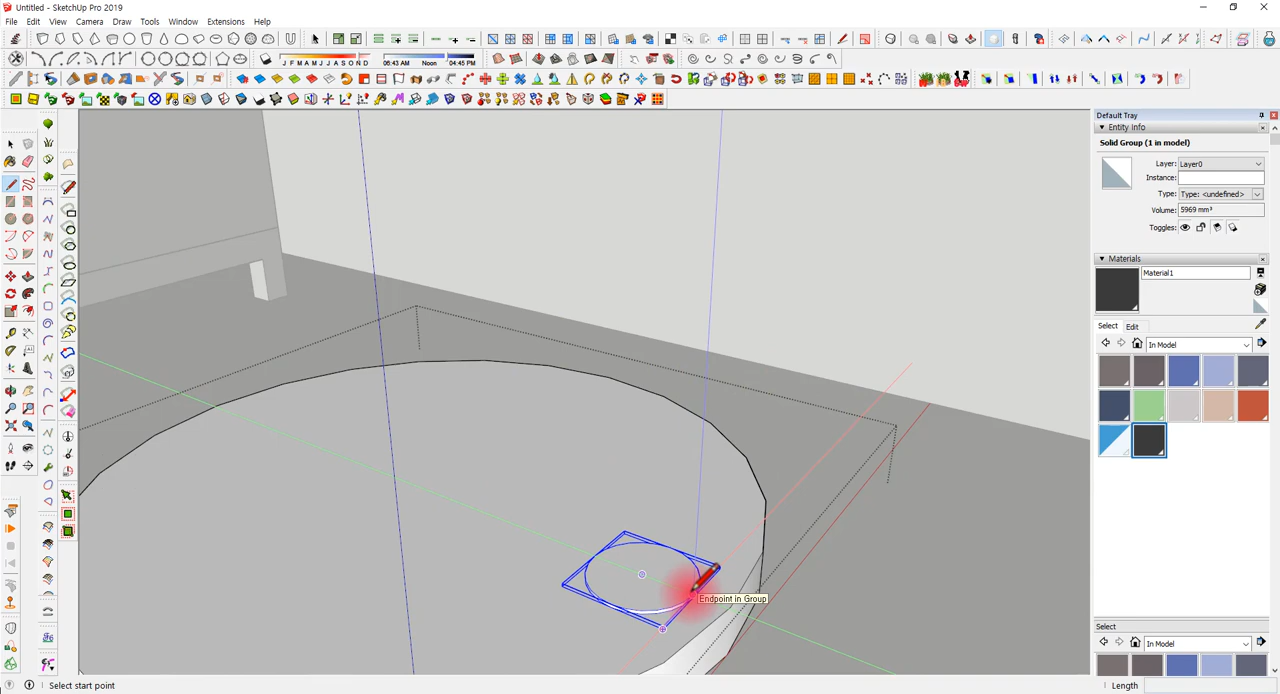 Untitled - SketchUp Pro 2019
File Edit View Camera Draw Tools Window Extensions Help
J F M A M J J A S O N D 06:43 AM Noon 04:45 PM
Default Tray
Entity Info
Solid Group (1 in model)
Layer: Layer0
Instance:
Type: Type: <undefined>
Volume: 5969 mm³
Toggles:
Materials
Material1
Select Edit
In Model
Endpoint in Group
Select
In Model
Select start point
Length